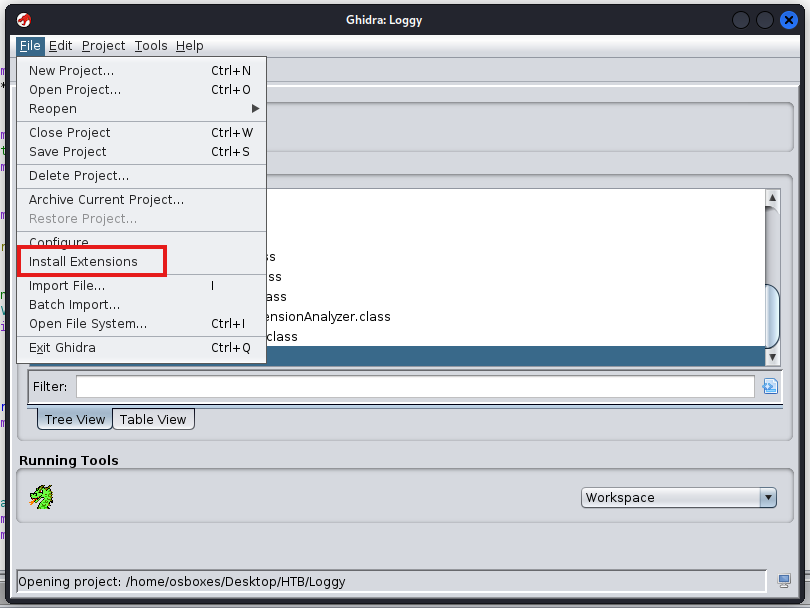 Ghidra: Loggy
File Edit Project Tools Help
New Project... Ctrl+N
Open Project... Ctrl+O
Reopen
Close Project Ctrl+W
Save Project Ctrl+S
Delete Project...
Archive Current Project...
Restore Project...
Configure
Install Extensions
Import File... I
Batch Import...
Open File System... Ctrl+I
Exit Ghidra Ctrl+Q
ss
ss
ass
ensionAnalyzer.class
class
Filter:
Tree View Table View
Running Tools
Workspace
Opening project: /home/osboxes/Desktop/HTB/Loggy